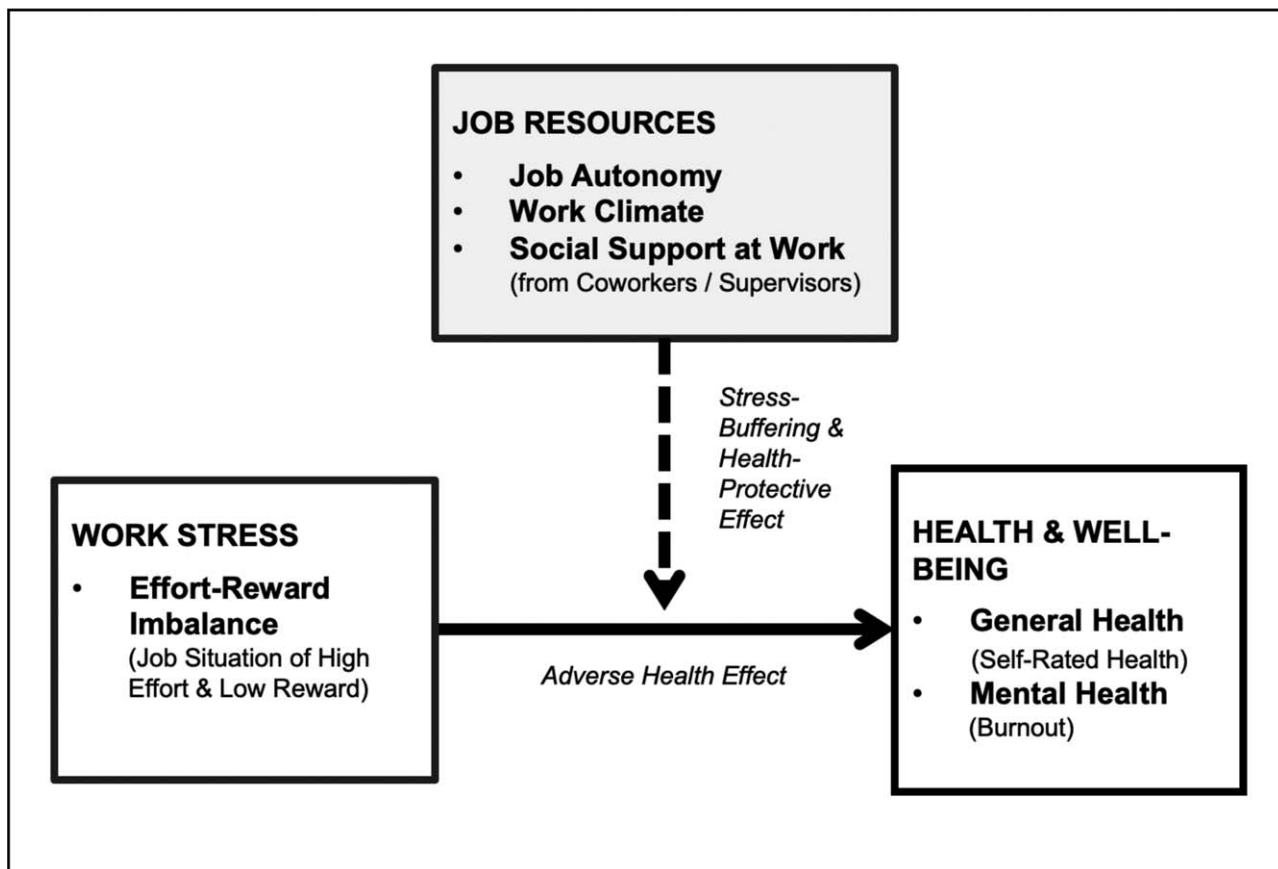 JOB RESOURCES
• Job Autonomy
• Work Climate
• Social Support at Work
(from Coworkers / Supervisors)
Stress-
Buffering &
Health-
Protective
Effect
WORK STRESS
• Effort-Reward
Imbalance
(Job Situation of High
Effort & Low Reward)
Adverse Health Effect
HEALTH & WELL-
BEING
• General Health
(Self-Rated Health)
• Mental Health
(Burnout)